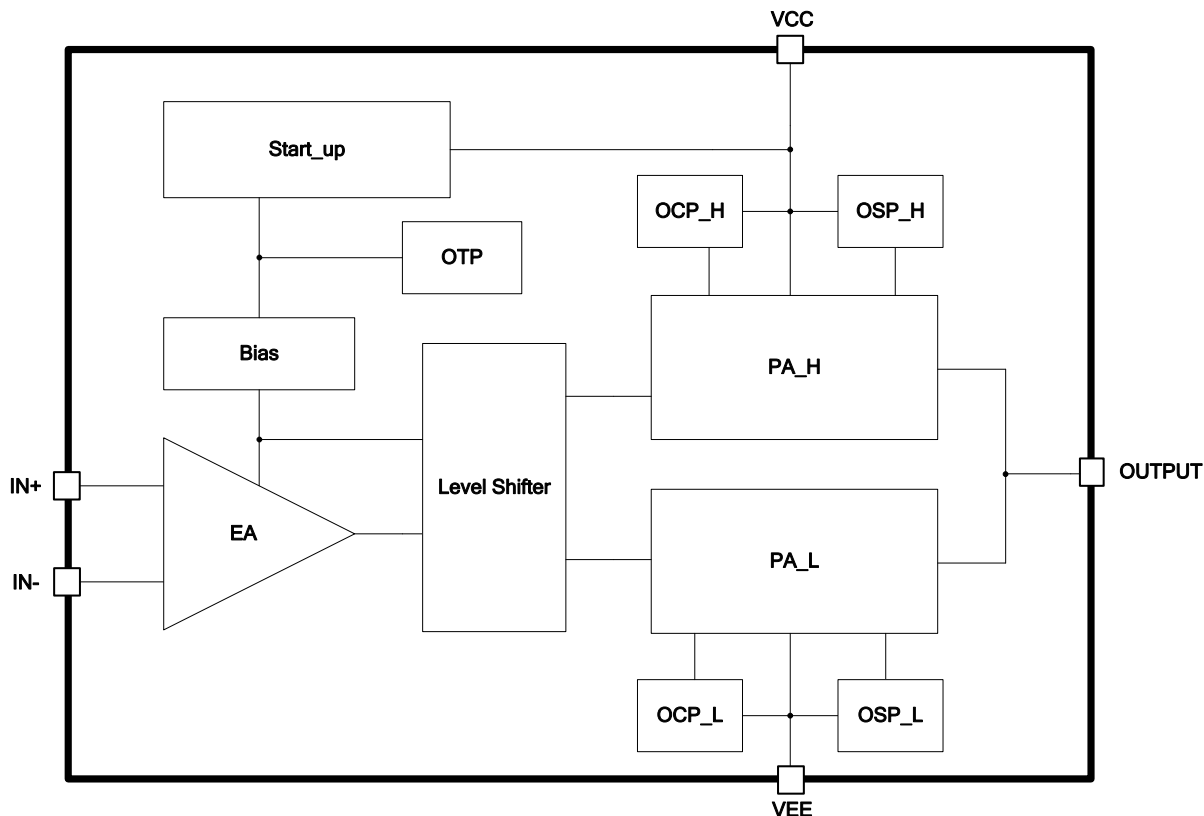 VCC
Start_up
OCP_H
OSP_H
OTP
Bias
PA_H
IN+
Level Shifter
OUTPUT
EA
PA_L
IN-
OCP_L
OSP_L
VEE